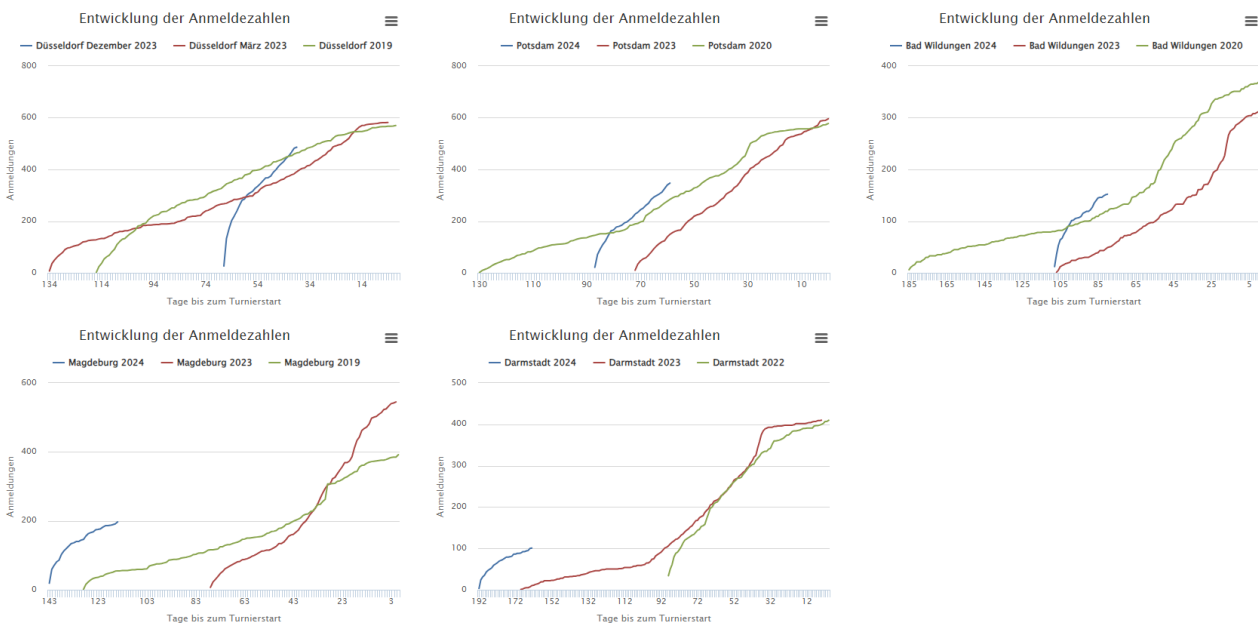 Entwicklung der Anmeldezahlen
Düsseldorf Dezember 2023 Düsseldorf März 2023 Düsseldorf 2019
800
600
400
200
0
Anmeldungen
134 114 94 74 54 34 14
Tage bis zum Turnierstart
Entwicklung der Anmeldezahlen
Potsdam 2024 Potsdam 2023 Potsdam 2020
800
600
400
200
0
Anmeldungen
130 110 90 70 50 30 10
Tage bis zum Turnierstart
Entwicklung der Anmeldezahlen
Bad Wildungen 2024 Bad Wildungen 2023 Bad Wildungen 2020
400
300
200
100
0
Anmeldungen
185 165 145 125 105 85 65 45 25 5
Tage bis zum Turnierstart
Entwicklung der Anmeldezahlen
Magdeburg 2024 Magdeburg 2023 Magdeburg 2019
600
400
200
0
Anmeldungen
143 123 103 83 63 43 23 3
Tage bis zum Turnierstart
Entwicklung der Anmeldezahlen
Darmstadt 2024 Darmstadt 2023 Darmstadt 2022
500
400
300
200
100
0
Anmeldungen
192 172 152 132 112 92 72 52 32 12
Tage bis zum Turnierstart